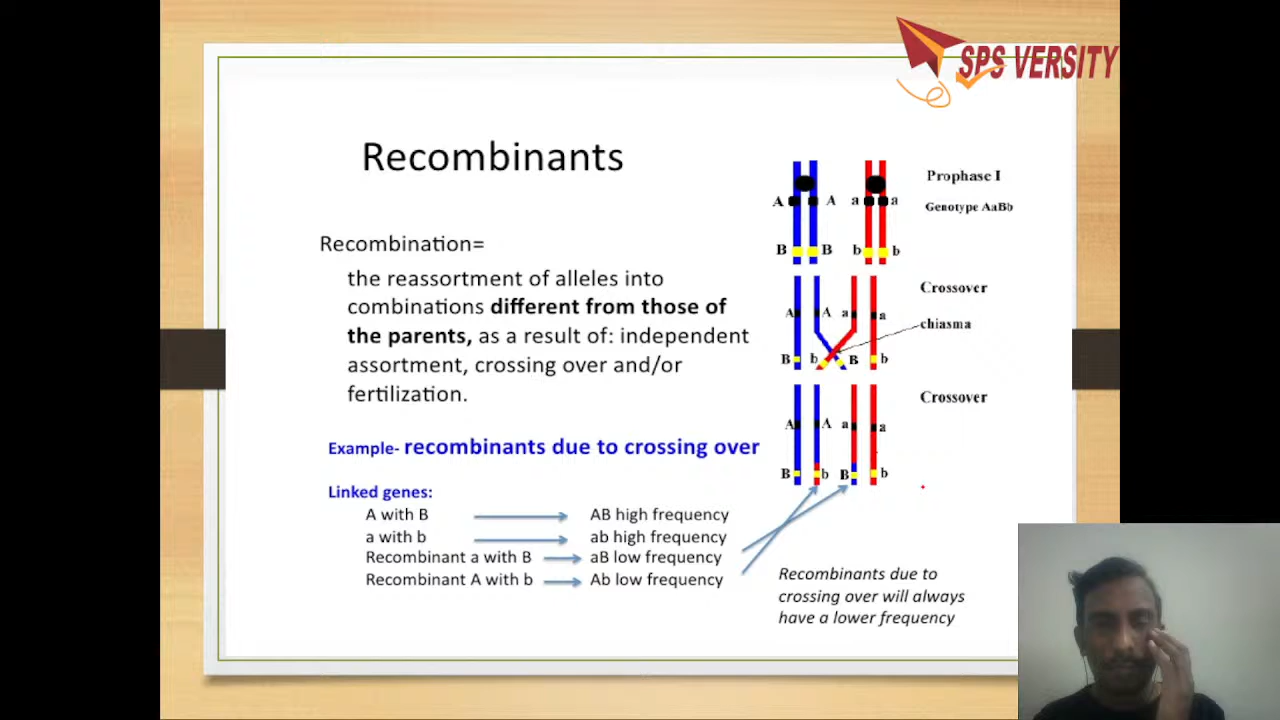 SPS VERSITY
Recombinants
Recombination=
the reassortment of alleles into
combinations different from those of
the parents, as a result of: independent
assortment, crossing over and/or
fertilization.
Example- recombinants due to crossing over
Linked genes:
A with B AB high frequency
a with b ab high frequency
Recombinant a with B aB low frequency
Recombinant A with b Ab low frequency
Prophase I
A A a a Genotype AaBb
B B b b
Crossover
A A a a
chiasma
B b B b
Crossover
A A a a
B b B b
Recombinants due to
crossing over will always
have a lower frequency